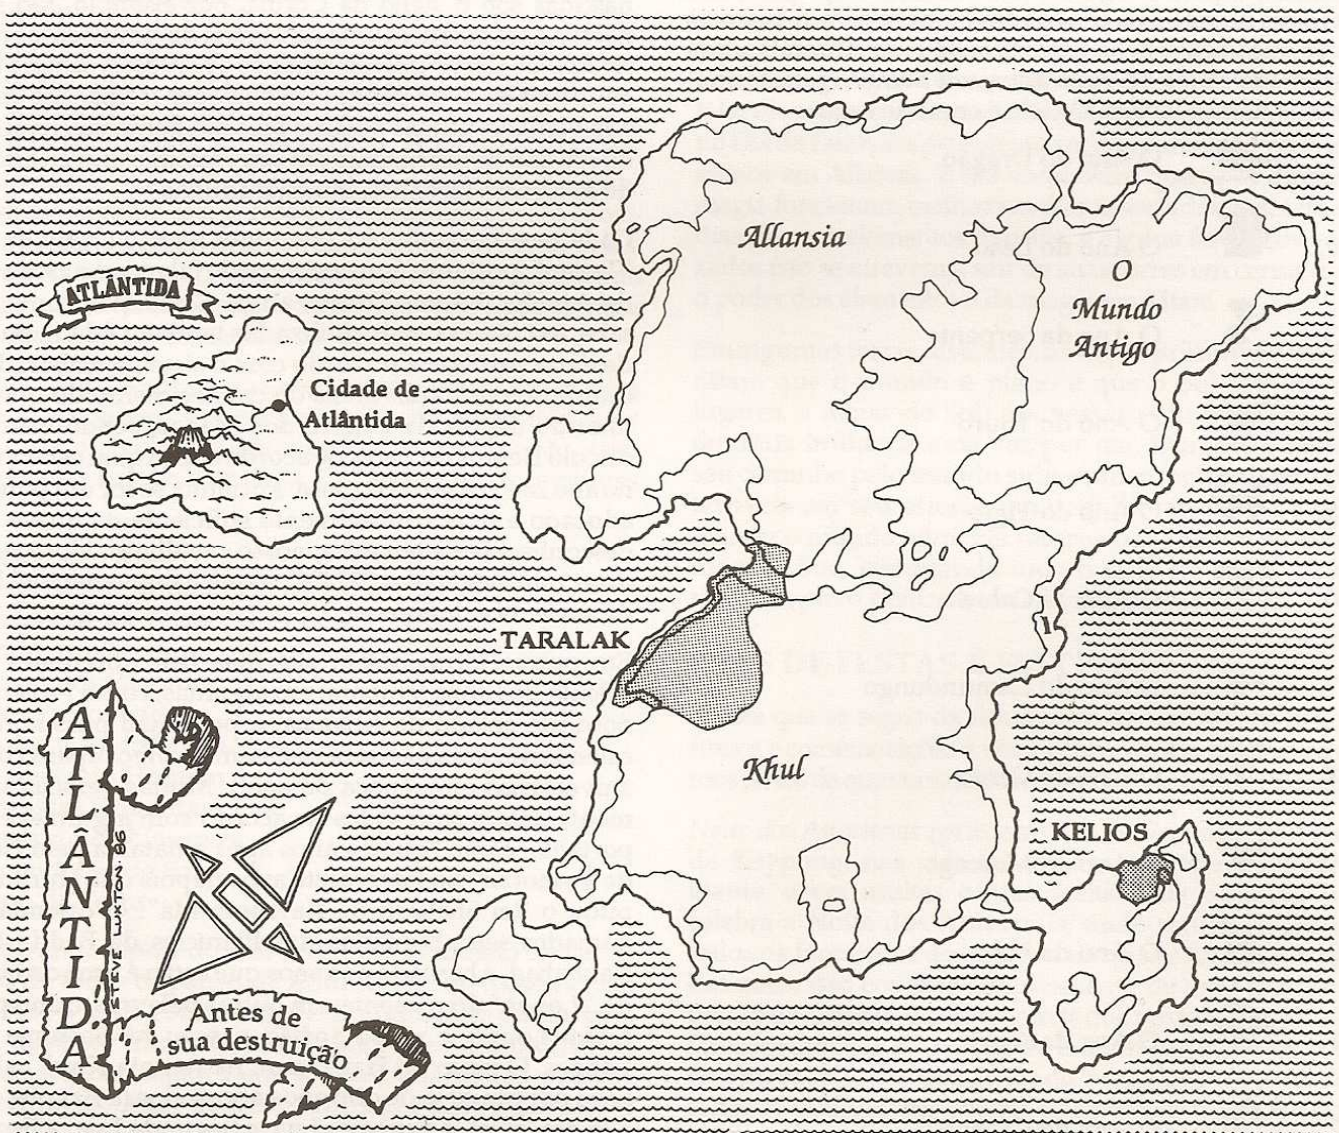 Allansia
O
Mundo
Antigo
ATLÂNTIDA
Cidade de
Atlântida
TARALAK
Khul
KELIOS
ATLÂNTIDA
STEVE LUXTON 86
Antes de
sua destruição